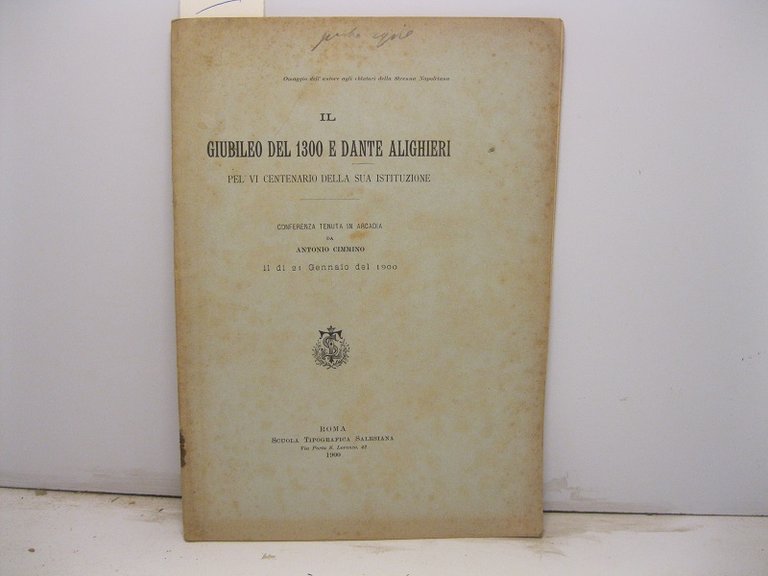 Omaggio dell'autore agli oblatori della Strenna Napoletana
IL
GIUBILEO DEL 1300 E DANTE ALIGHIERI
PEL VI CENTENARIO DELLA SUA ISTITUZIONE
CONFERENZA TENUTA IN ARCADIA
DA
ANTONIO CIMMINO
il dì 21 Gennaio del 1900
ROMA
SCUOLA TIPOGRAFICA SALESIANA
Via Porta S. Lorenzo, 42
1900